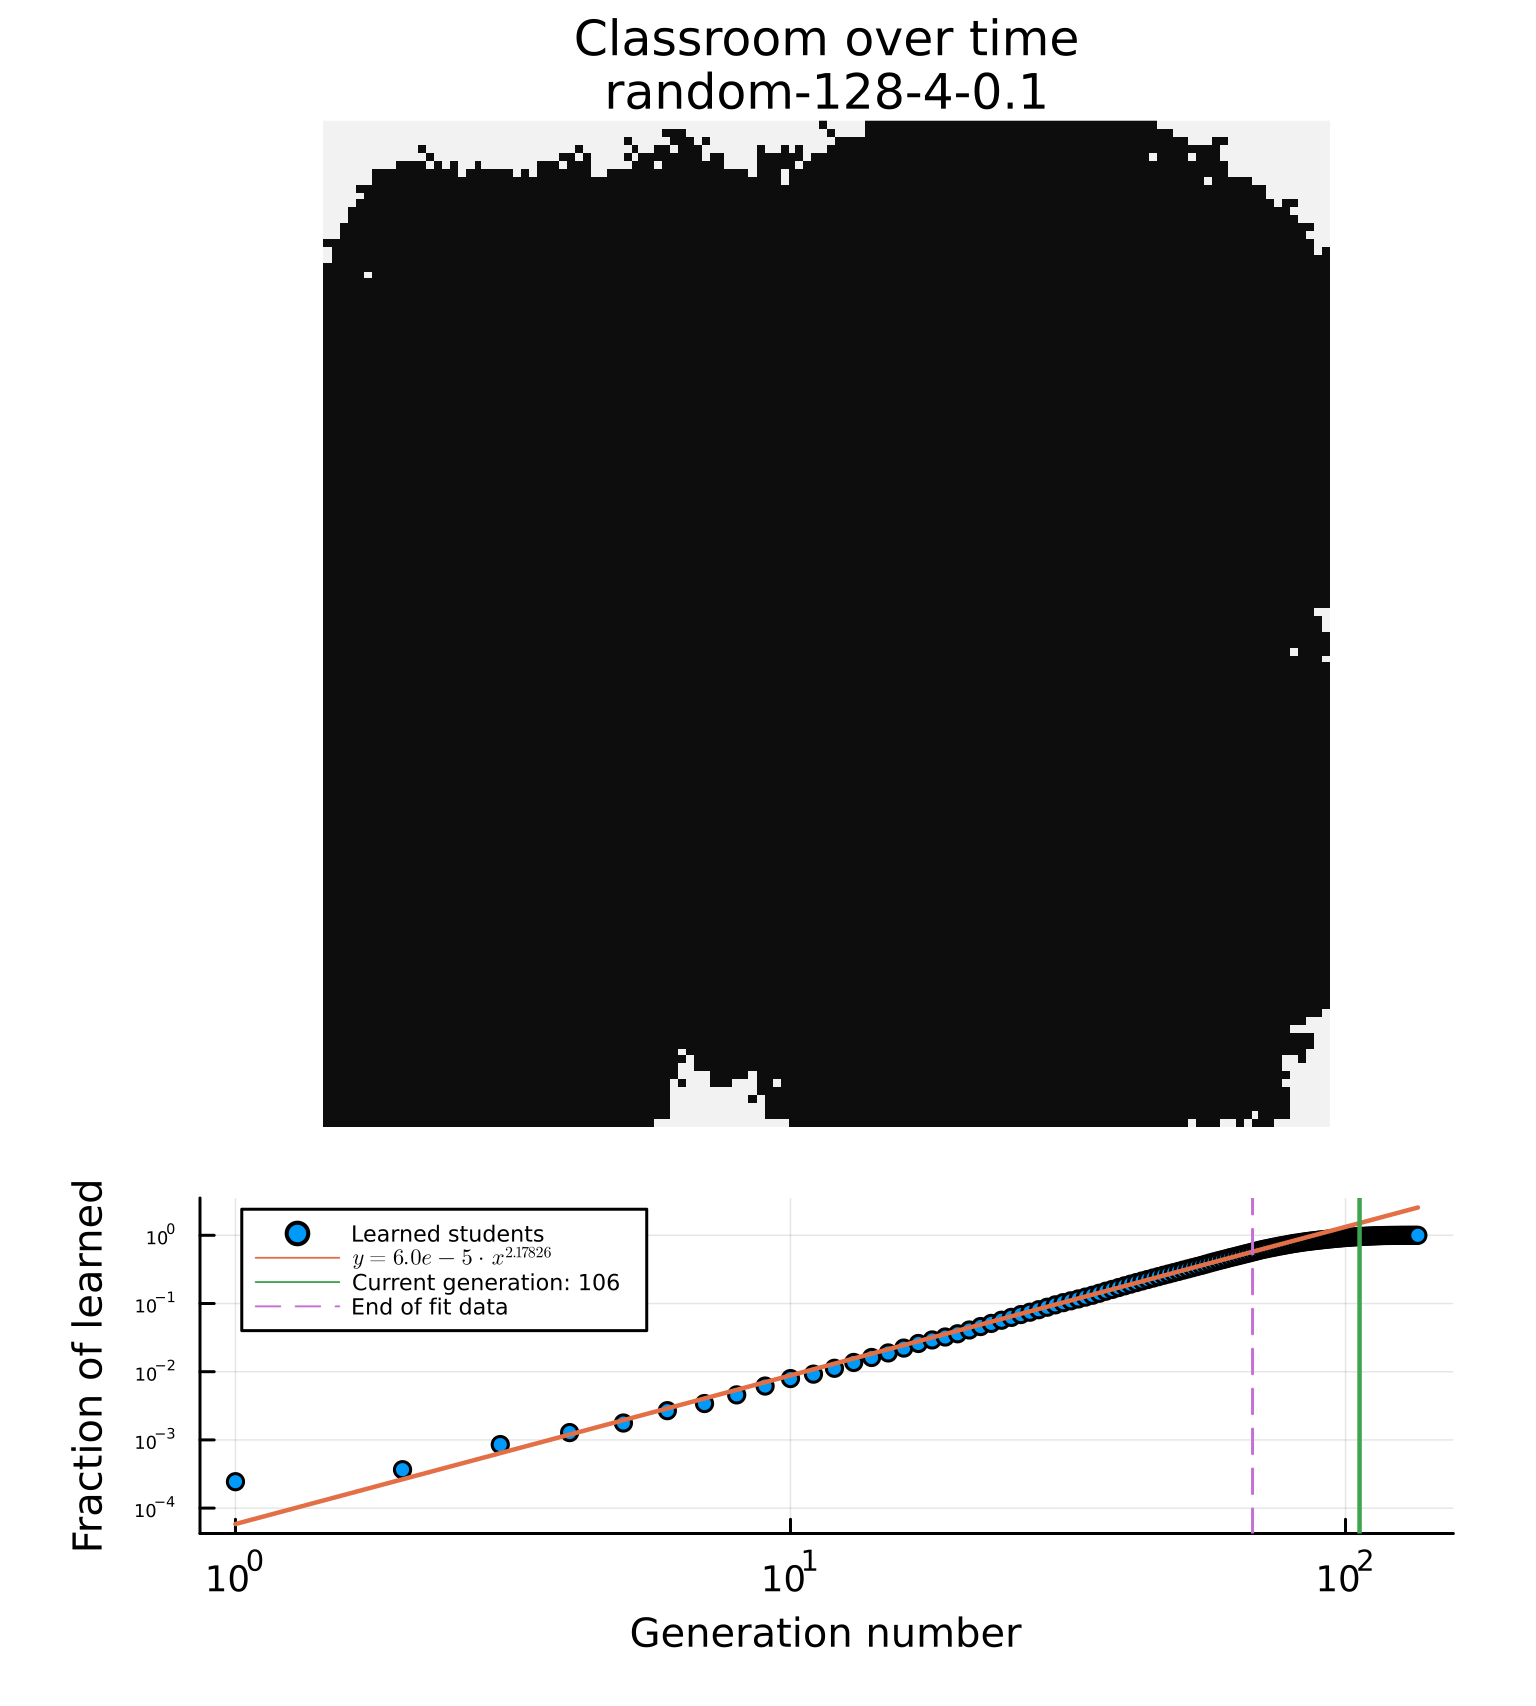 Classroom over time
random-128-4-0.1
Fraction of learned
10^0
10^−1
10^−2
10^−3
10^−4
Learned students
y = 6.0e − 5 · x^2.17826
Current generation: 106
End of fit data
10^0 10^1 10^2
Generation number